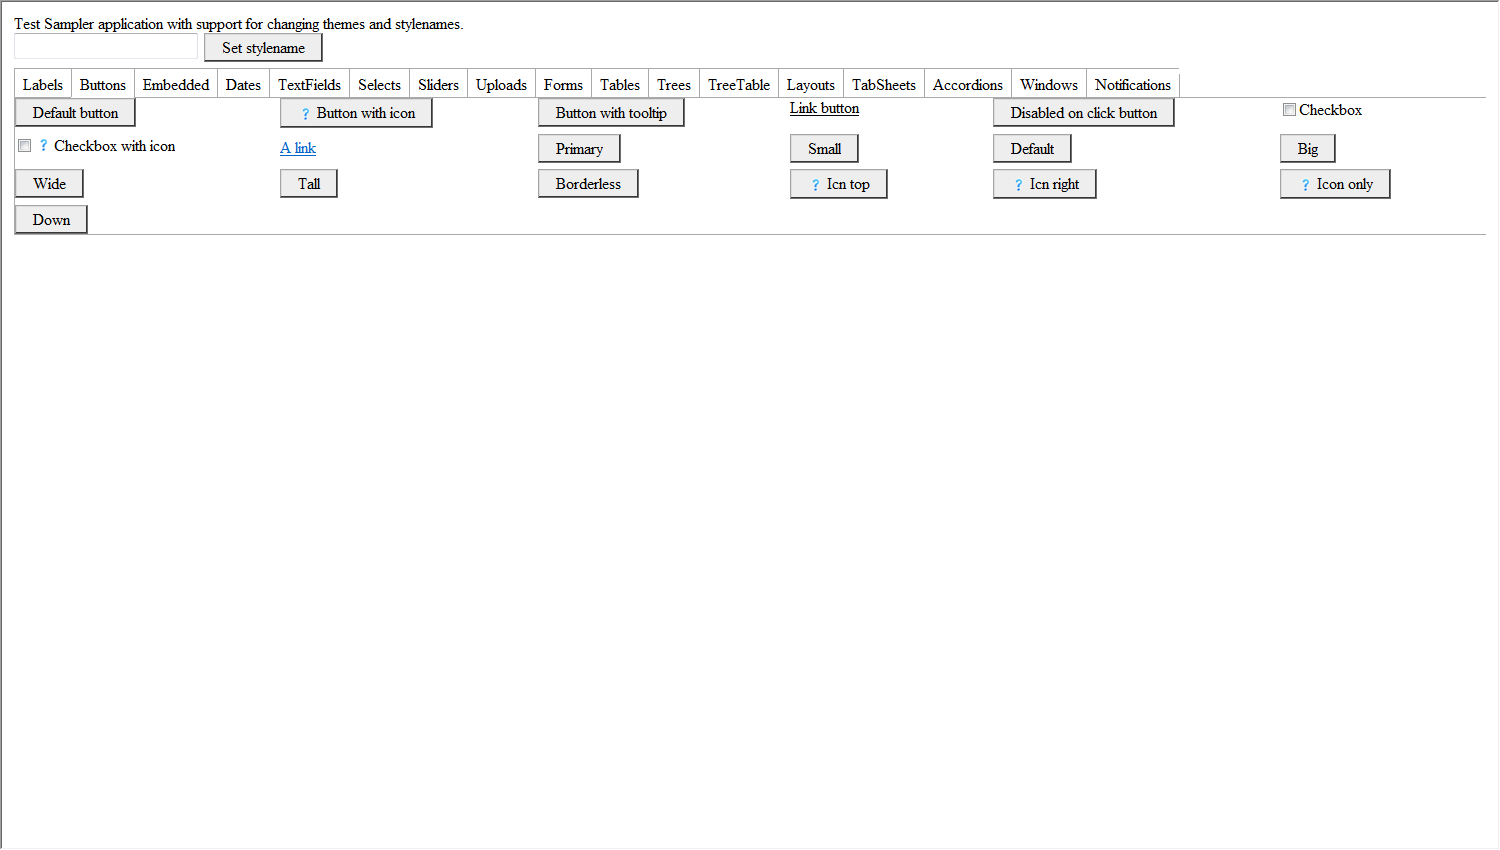 Test Sampler application with support for changing themes and stylenames.
Set stylename
Labels Buttons Embedded Dates TextFields Selects Sliders Uploads Forms Tables Trees TreeTable Layouts TabSheets Accordions Windows Notifications
Default button ? Button with icon Button with tooltip Link button Disabled on click button Checkbox
? Checkbox with icon A link Primary Small Default Big
Wide Tall Borderless ? Icn top ? Icn right ? Icon only
Down